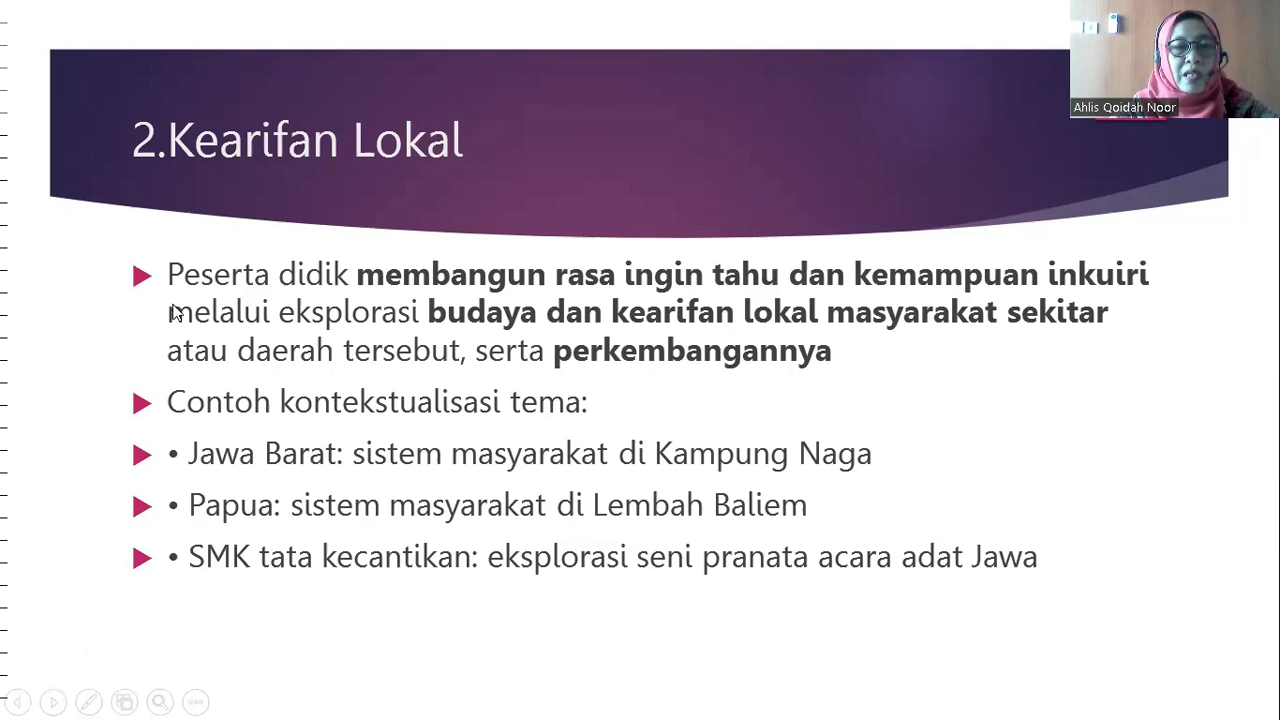 2.Kearifan Lokal
Ahlis Qoidah Noor
Peserta didik membangun rasa ingin tahu dan kemampuan inkuiri
melalui eksplorasi budaya dan kearifan lokal masyarakat sekitar
atau daerah tersebut, serta perkembangannya
Contoh kontekstualisasi tema:
• Jawa Barat: sistem masyarakat di Kampung Naga
• Papua: sistem masyarakat di Lembah Baliem
• SMK tata kecantikan: eksplorasi seni pranata acara adat Jawa